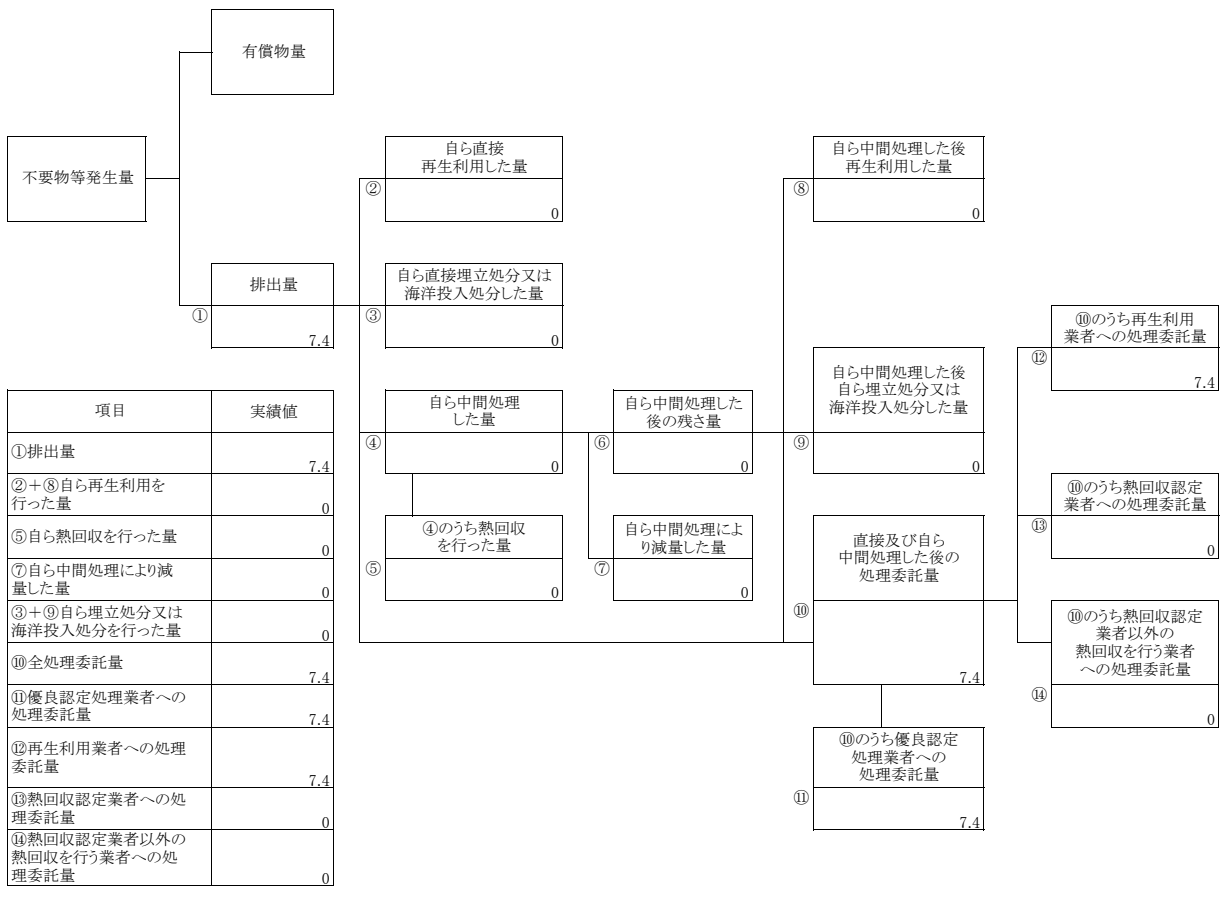 有償物量
不要物等発生量
排出量
①
7.4
自ら直接
再生利用した量
②
0
自ら直接埋立処分又は
海洋投入処分した量
③
0
自ら中間処理
した量
④
0
④のうち熱回収
を行った量
⑤
0
自ら中間処理した
後の残さ量
⑥
0
自ら中間処理によ
り減量した量
⑦
0
自ら中間処理した後
再生利用した量
⑧
0
自ら中間処理した後
自ら埋立処分又は
海洋投入処分した量
⑨
0
直接及び自ら
中間処理した後の
処理委託量
⑩
7.4
⑩のうち優良認定
処理業者への
処理委託量
⑪
7.4
⑩のうち再生利用
業者への処理委託量
⑫
7.4
⑩のうち熱回収認定
業者への処理委託量
⑬
0
⑩のうち熱回収認定
業者以外の
熱回収を行う業者
への処理委託量
⑭
0
項目 実績値
①排出量
7.4
②＋⑧自ら再生利用を
行った量
0
⑤自ら熱回収を行った量
0
⑦自ら中間処理により減
量した量
0
③＋⑨自ら埋立処分又は
海洋投入処分を行った量
0
⑩全処理委託量
7.4
⑪優良認定処理業者への
処理委託量
7.4
⑫再生利用業者への処理
委託量
7.4
⑬熱回収認定業者への処
理委託量
0
⑭熱回収認定業者以外の
熱回収を行う業者への処
理委託量
0